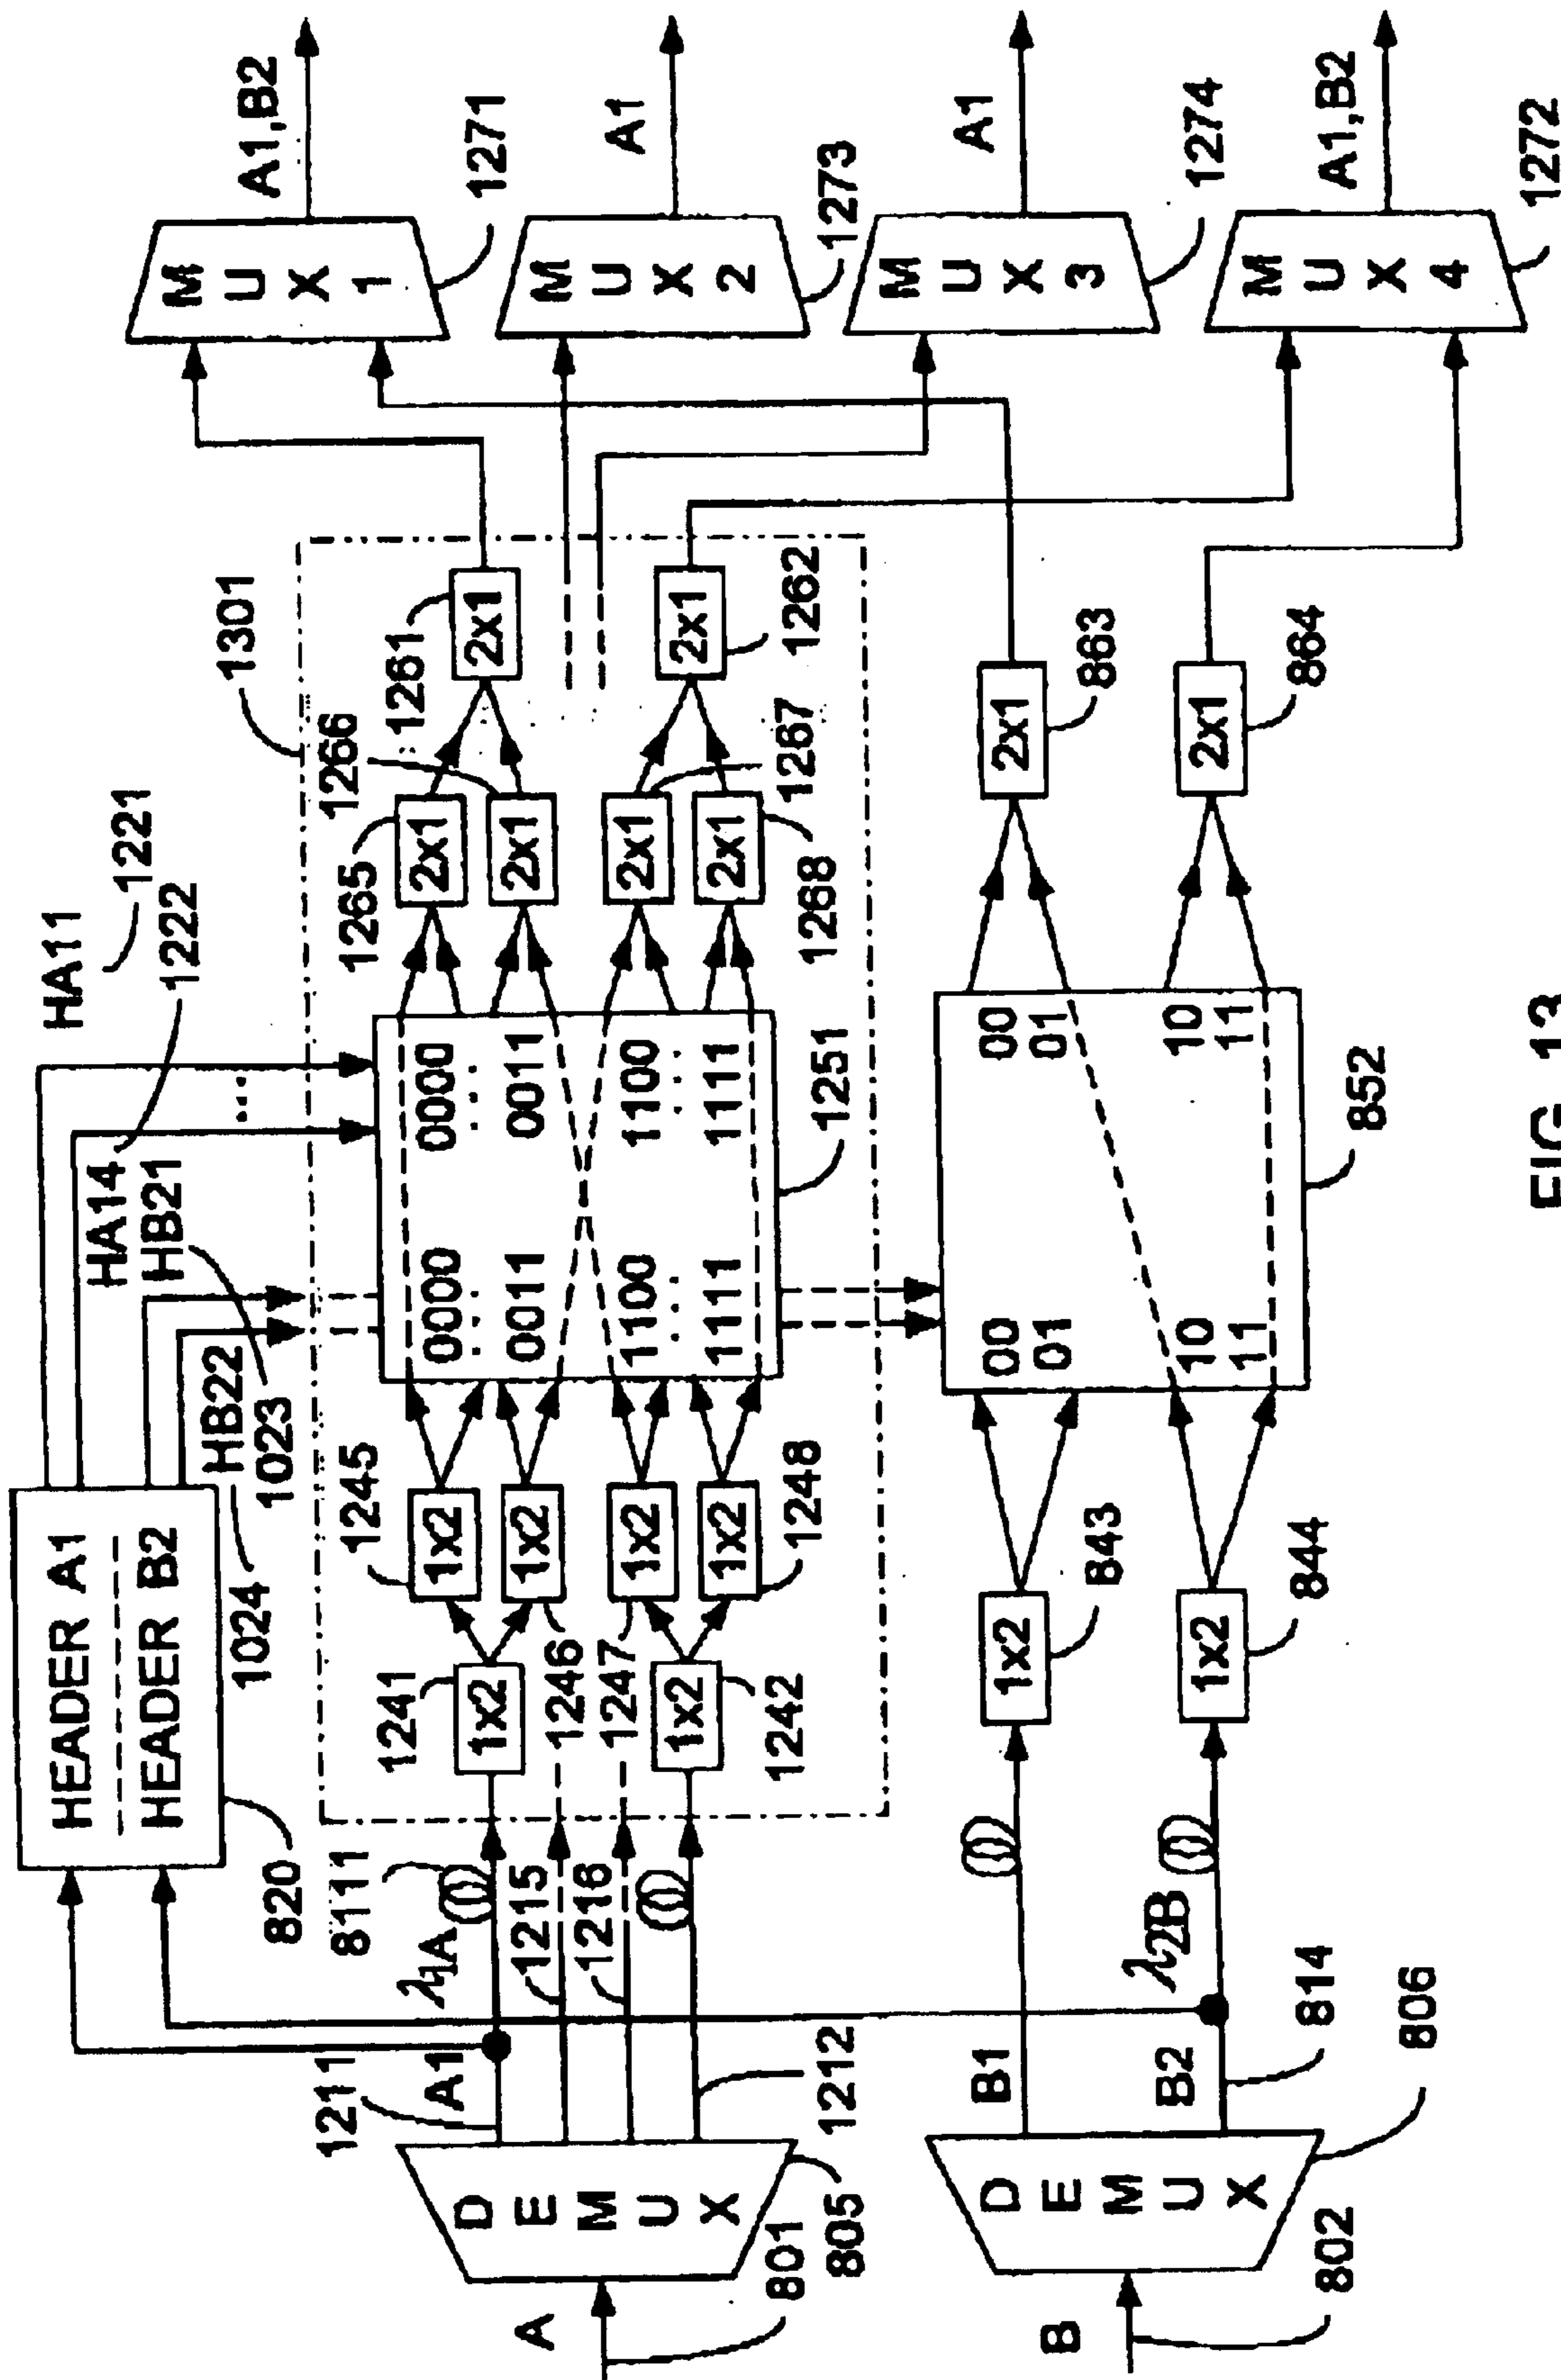 HEADER A1
HEADER B2
820
HA11
1221
HA14
1222
HB21
HB22
1023
1024
...
1301
A
801
DEMUX
805
1211
A1
λ1A
8111
1215
1216
1212
1241
1x2
1246
1247
1x2
1242
1245
1x2
1x2
1x2
1x2
1248
0000
0011
1100
1111
0000
0011
1100
1111
1251
1265
2x1
1266
2x1
2x1
1267
2x1
1268
1261
2x1
2x1
1262
MUX 1
1271
A1,B2
MUX 2
1273
A1
MUX 3
1274
A1
MUX 4
1272
A1,B2
B
802
DEMUX
806
B1
B2
814
λ2B
1x2
843
1x2
844
00
01
10
11
00
01
10
11
852
2x1
863
2x1
864
FIG. 13